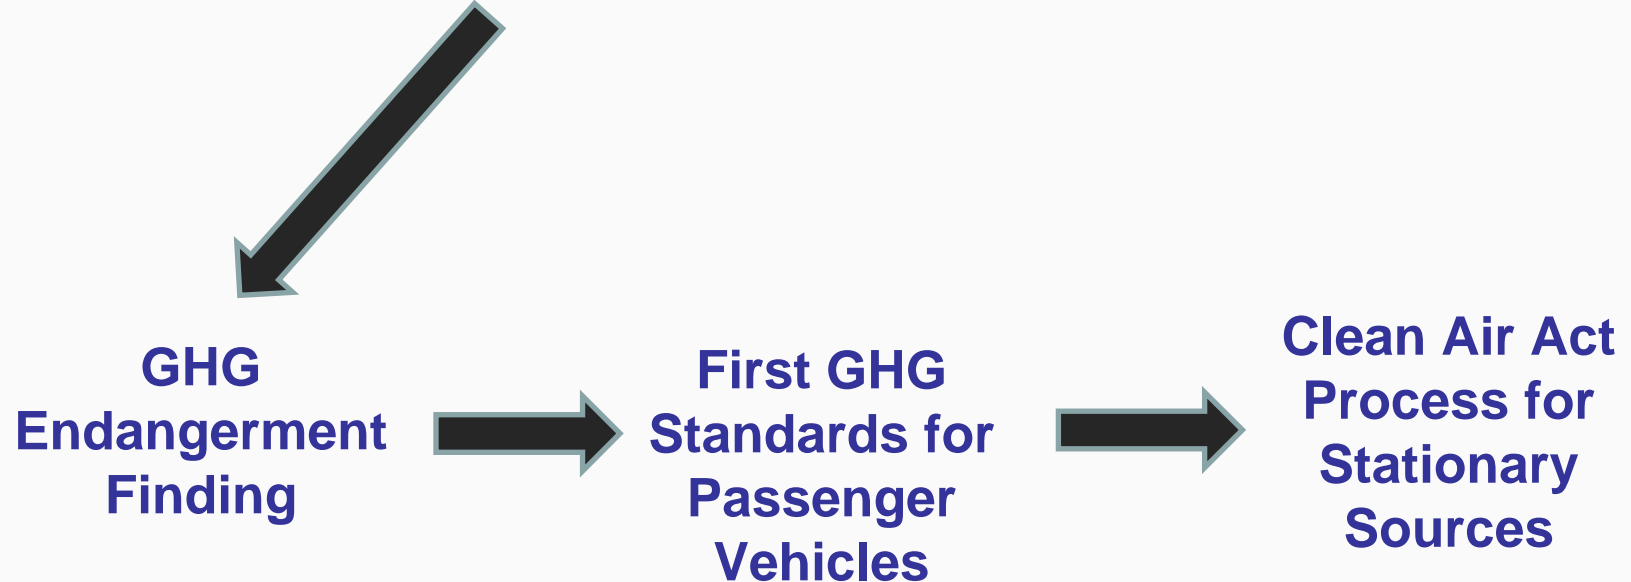 GHG
Endangerment
Finding
First GHG
Standards for
Passenger
Vehicles
Clean Air Act
Process for
Stationary
Sources